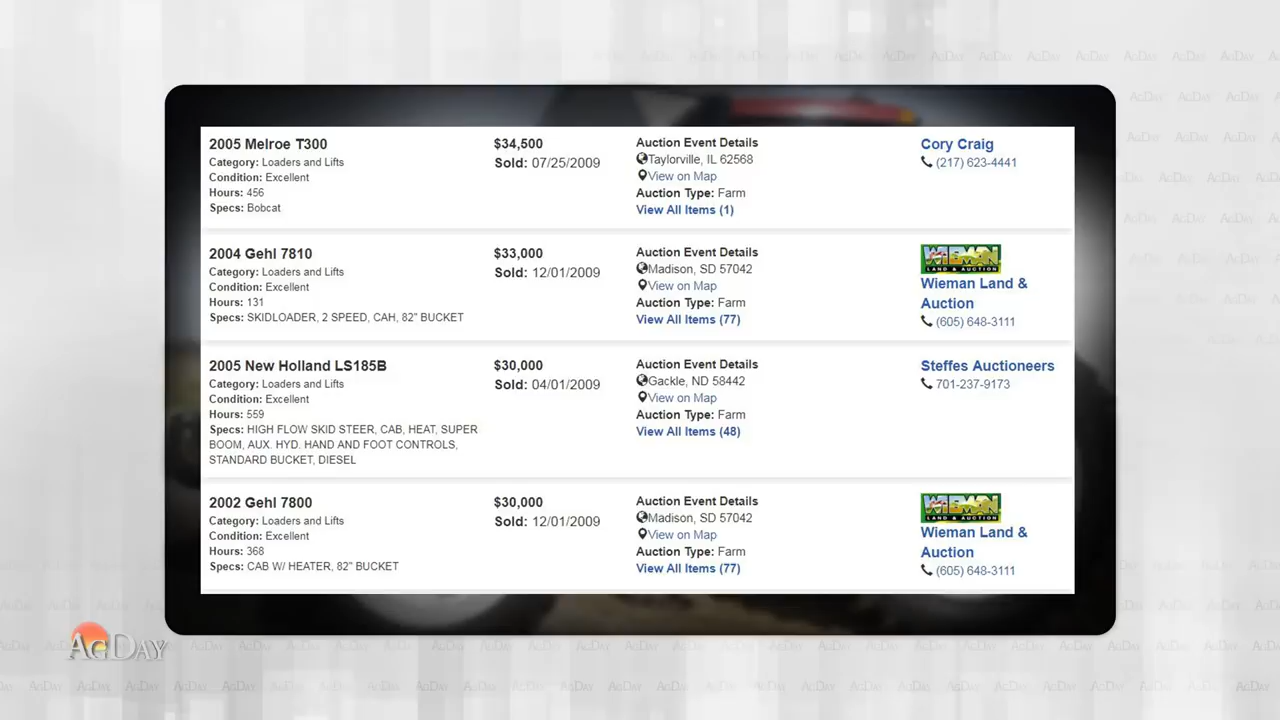 2005 Melroe T300
Category: Loaders and Lifts
Condition: Excellent
Hours: 456
Specs: Bobcat
$34,500
Sold: 07/25/2009
Auction Event Details
Taylorville, IL 62568
View on Map
Auction Type: Farm
View All Items (1)
Cory Craig
(217) 623-4441
2004 Gehl 7810
Category: Loaders and Lifts
Condition: Excellent
Hours: 131
Specs: SKIDLOADER, 2 SPEED, CAH, 82" BUCKET
$33,000
Sold: 12/01/2009
Auction Event Details
Madison, SD 57042
View on Map
Auction Type: Farm
View All Items (77)
WIEMAN
LAND & AUCTION
Wieman Land &
Auction
(605) 648-3111
2005 New Holland LS185B
Category: Loaders and Lifts
Condition: Excellent
Hours: 559
Specs: HIGH FLOW SKID STEER, CAB, HEAT, SUPER
BOOM, AUX. HYD. HAND AND FOOT CONTROLS,
STANDARD BUCKET, DIESEL
$30,000
Sold: 04/01/2009
Auction Event Details
Gackle, ND 58442
View on Map
Auction Type: Farm
View All Items (48)
Steffes Auctioneers
701-237-9173
2002 Gehl 7800
Category: Loaders and Lifts
Condition: Excellent
Hours: 368
Specs: CAB W/ HEATER, 82" BUCKET
$30,000
Sold: 12/01/2009
Auction Event Details
Madison, SD 57042
View on Map
Auction Type: Farm
View All Items (77)
WIEMAN
LAND & AUCTION
Wieman Land &
Auction
(605) 648-3111
AGDAY